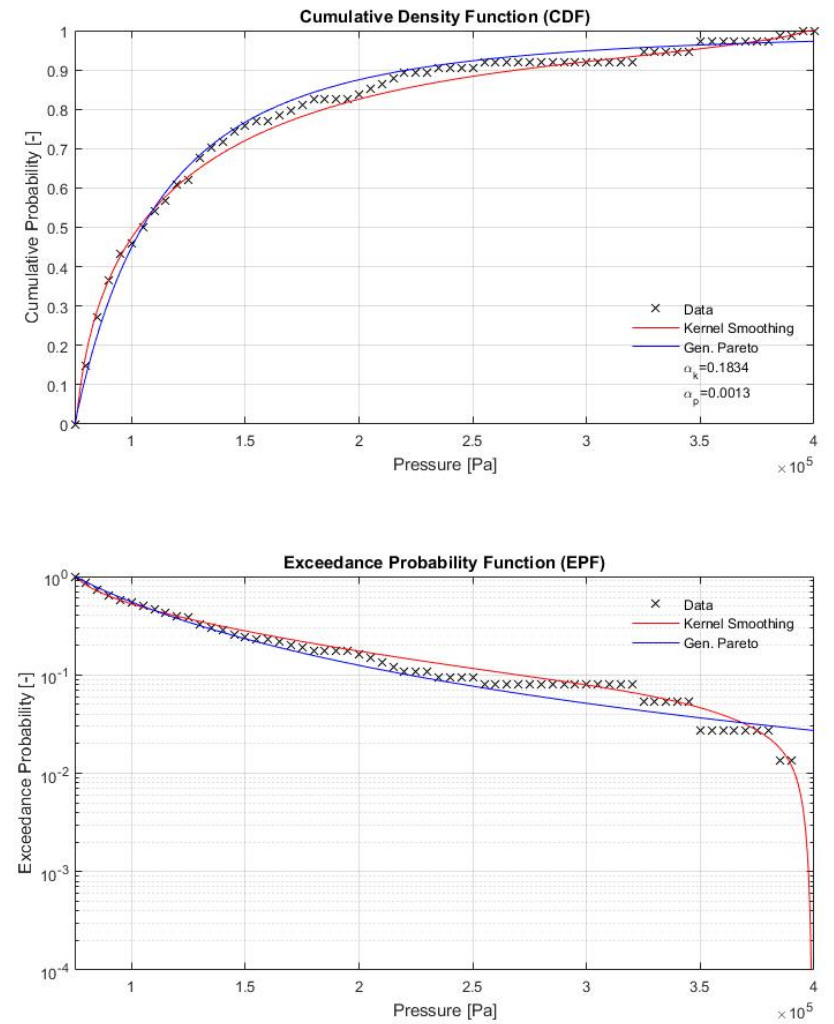 Cumulative Density Function (CDF)
1
0.9
0.8
0.7
0.6
0.5
0.4
0.3
0.2
0.1
0
Cumulative Probability [-]
Data
Kernel Smoothing
Gen. Pareto
αk=0.1834
αp=0.0013
1 1.5 2 2.5 3 3.5 4
Pressure [Pa]
×10^5
Exceedance Probability Function (EPF)
10^0
10^-1
10^-2
10^-3
10^-4
Exceedance Probability [-]
Data
Kernel Smoothing
Gen. Pareto
1 1.5 2 2.5 3 3.5 4
Pressure [Pa]
×10^5